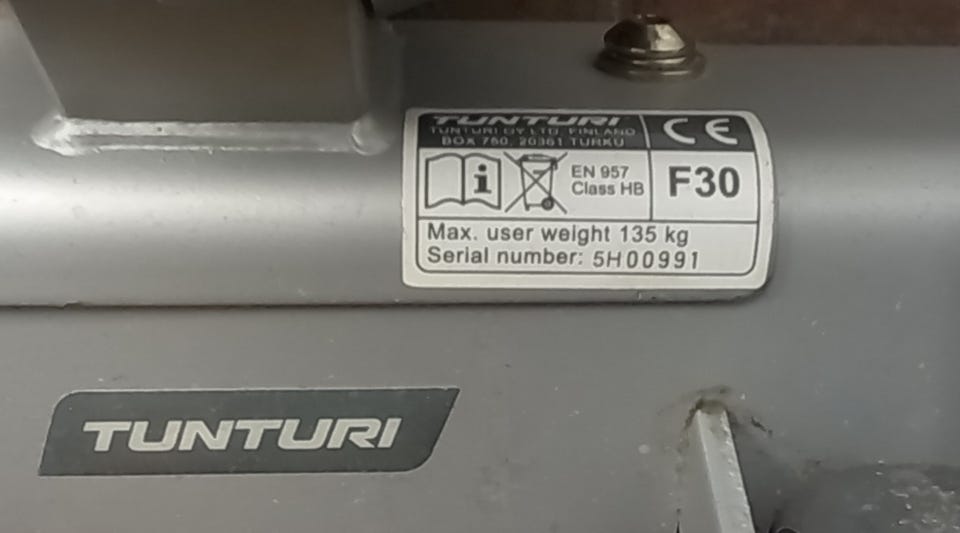 TUNTURI
TUNTURI OY LTD, FINLAND
BOX 750, 20361 TURKU
CE
i
EN 957
Class HB
F30
Max. user weight 135 kg
Serial number: 5H00991
TUNTURI